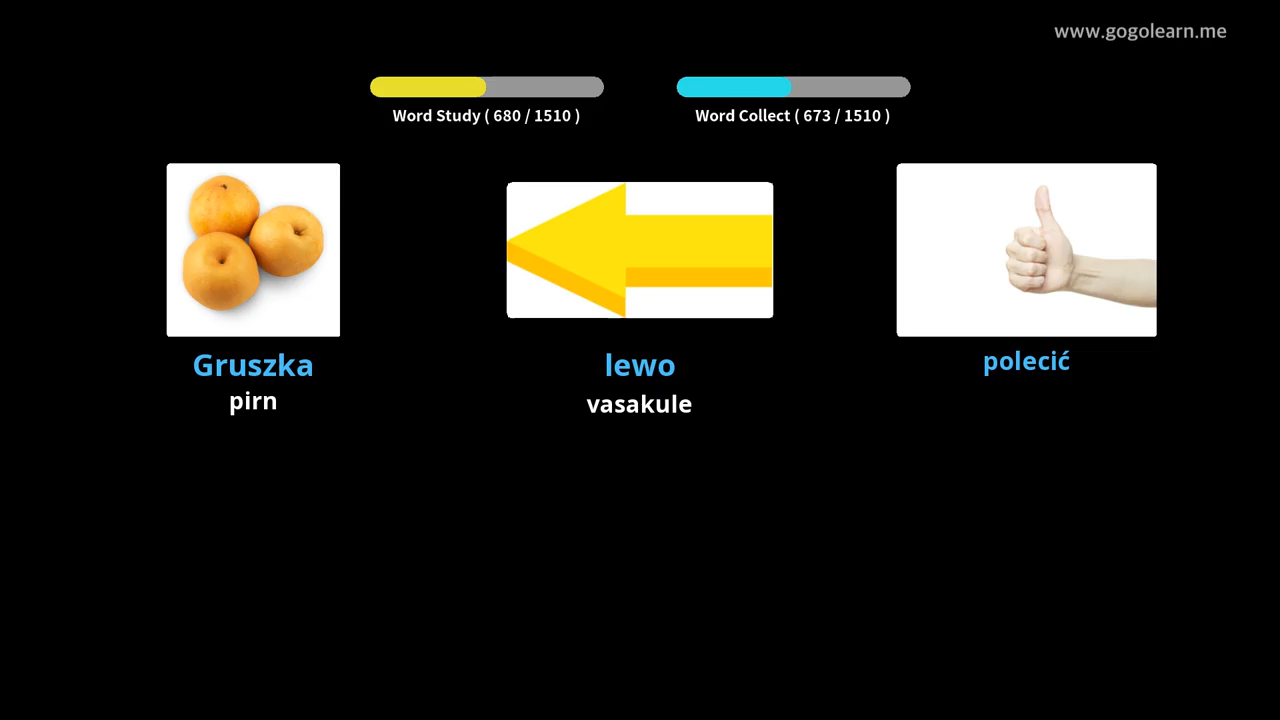 www.gogolearn.me
Word Study ( 680 / 1510 )
Word Collect ( 673 / 1510 )
Gruszka
pirn
lewo
vasakule
polecić